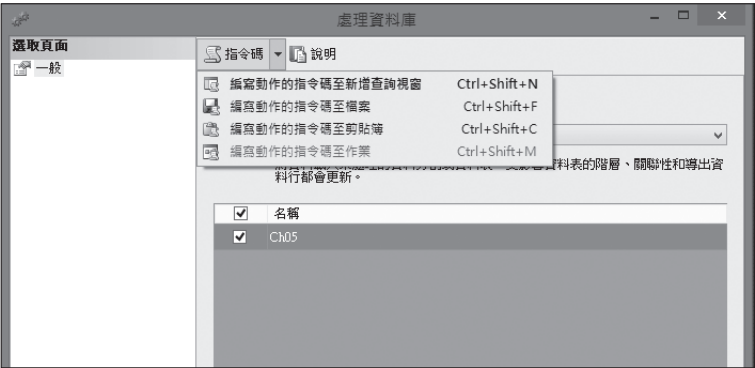 處理資料庫
選取頁面
一般
指令碼 說明
編寫動作的指令碼至新增查詢視窗 Ctrl+Shift+N
編寫動作的指令碼至檔案 Ctrl+Shift+F
編寫動作的指令碼至剪貼簿 Ctrl+Shift+C
編寫動作的指令碼至作業 Ctrl+Shift+M
資料表的階層、關聯性和導出資
料行都會更新。
名稱
Ch05